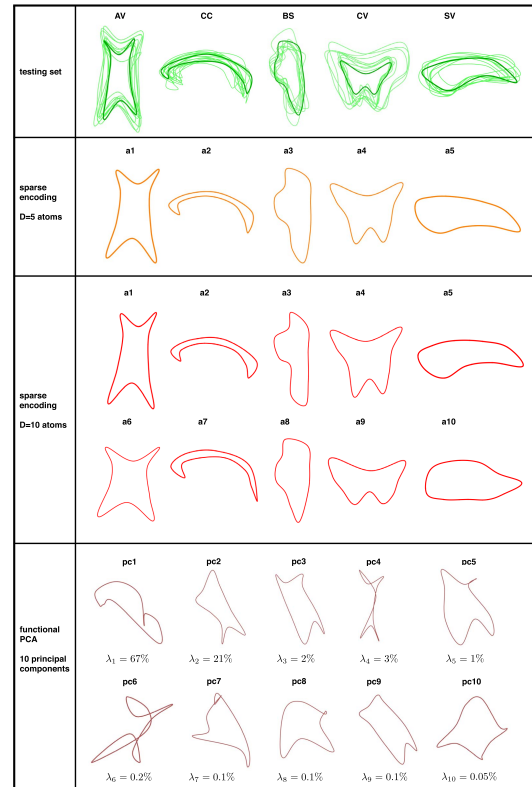 AV CC BS CV SV
testing set
a1 a2 a3 a4 a5
sparse
encoding
D=5 atoms
a1 a2 a3 a4 a5
sparse
encoding
D=10 atoms
a6 a7 a8 a9 a10
pc1 pc2 pc3 pc4 pc5
functional
PCA
10 principal
components
λ1 = 67% λ2 = 21% λ3 = 2% λ4 = 3% λ5 = 1%
pc6 pc7 pc8 pc9 pc10
λ6 = 0.2% λ7 = 0.1% λ8 = 0.1% λ9 = 0.1% λ10 = 0.05%